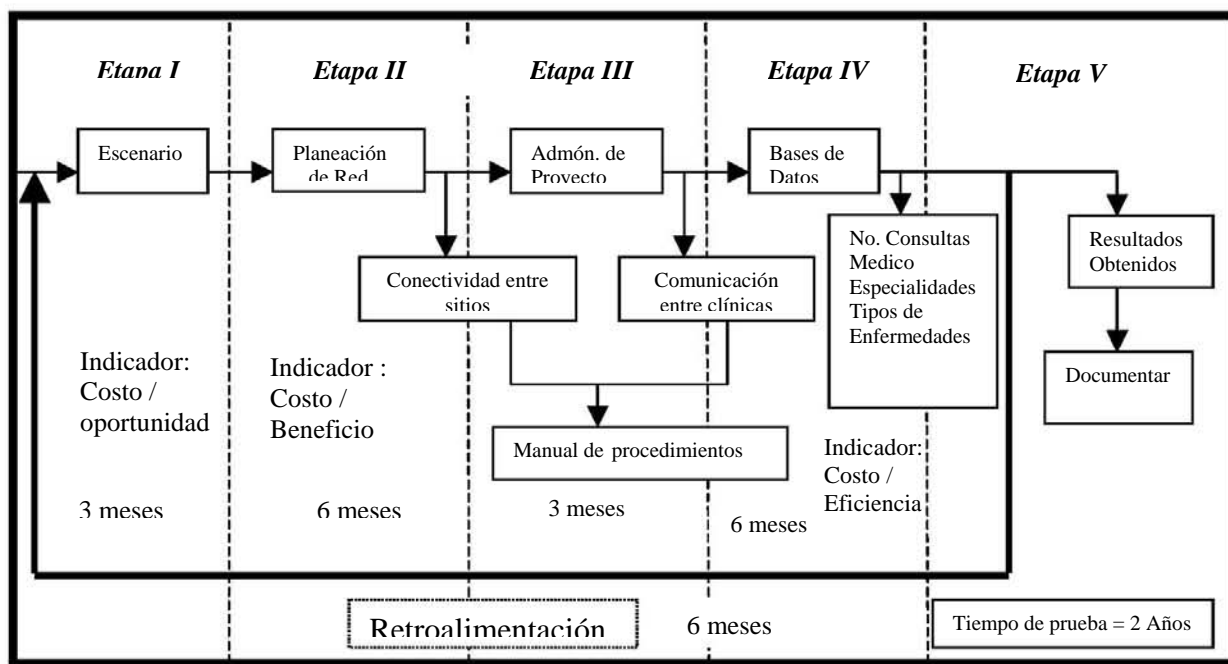 Etapa I
Etapa II
Etapa III
Etapa IV
Etapa V
Escenario
Planeación
de Red
Admón. de
Proyecto
Bases de
Datos
Conectividad entre
sitios
Comunicación
entre clínicas
No. Consultas
Medico
Especialidades
Tipos de
Enfermedades
Resultados
Obtenidos
Documentar
Indicador:
Costo /
oportunidad
Indicador :
Costo /
Beneficio
Manual de procedimientos
Indicador:
Costo /
Eficiencia
3 meses
6 meses
3 meses
6 meses
Retroalimentación
6 meses
Tiempo de prueba = 2 Años